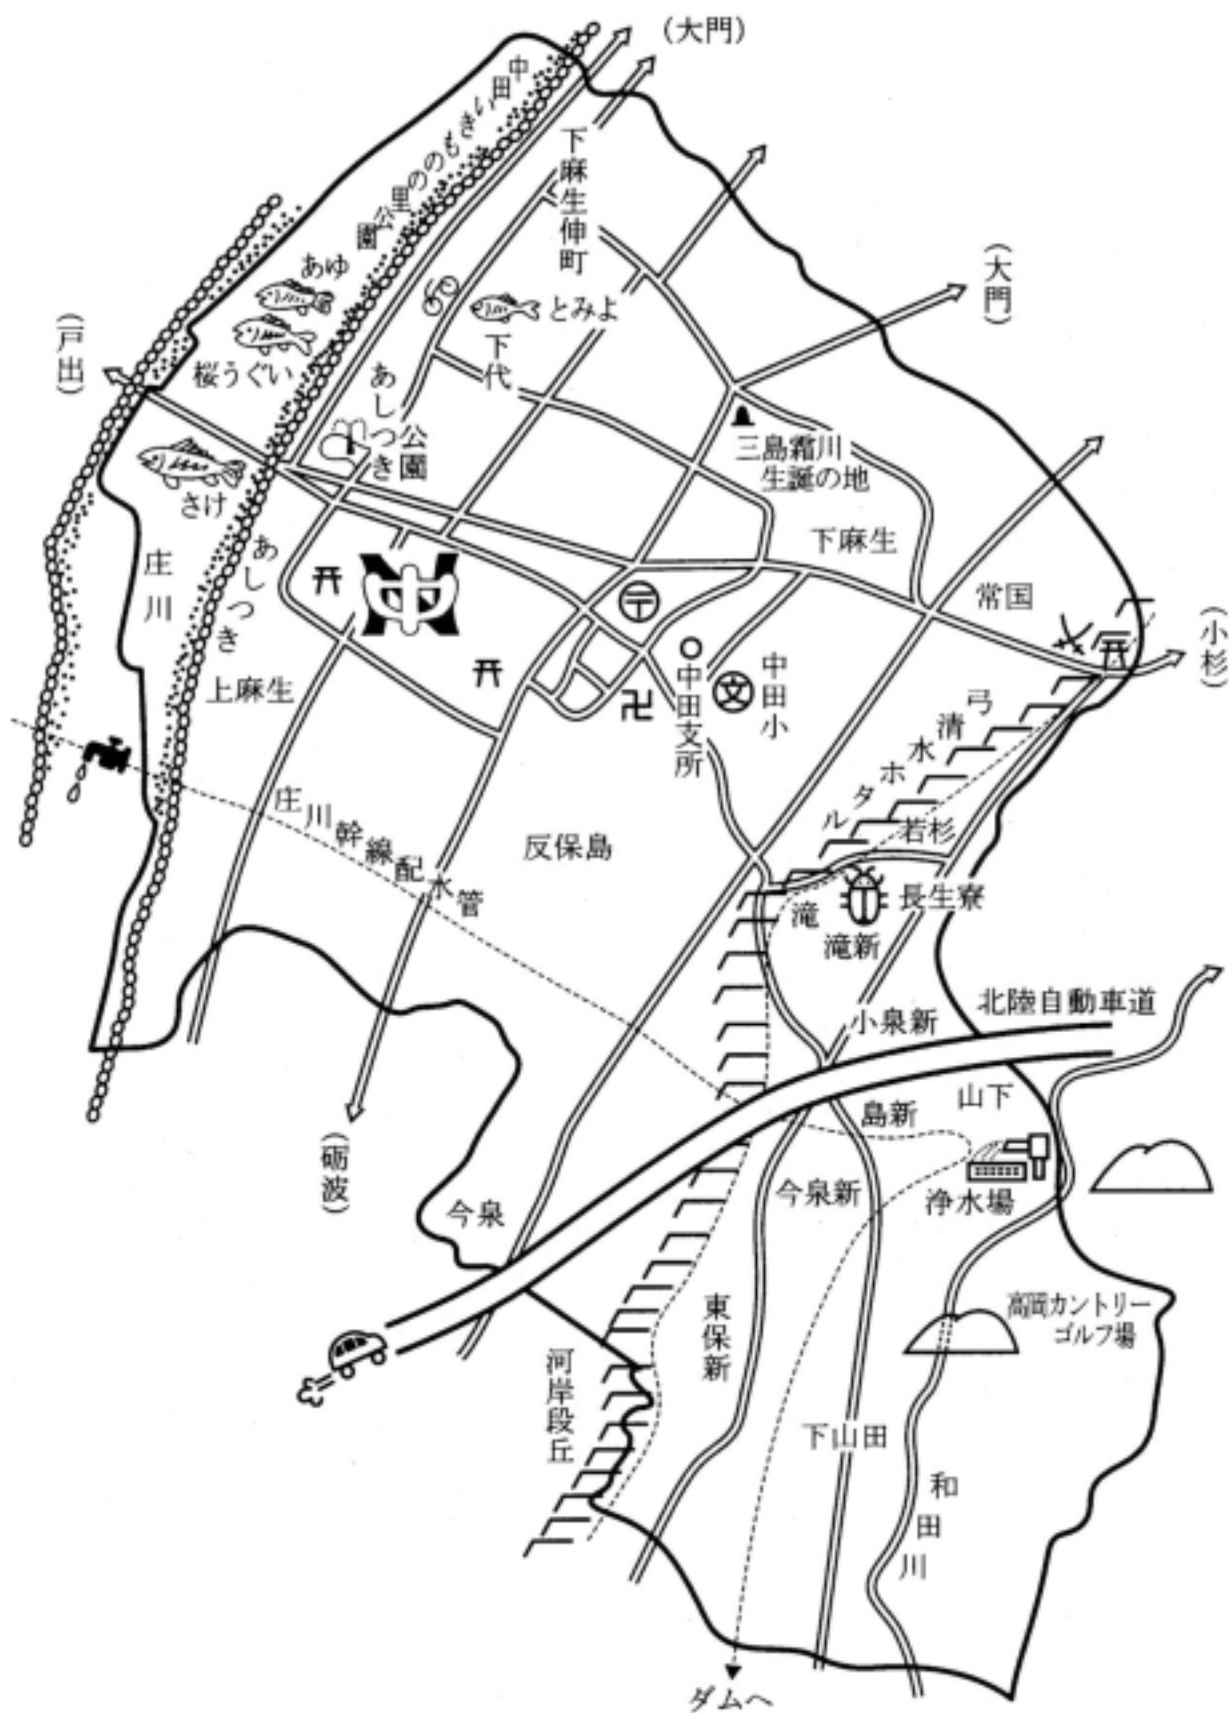 (大門)
中田いきものの里公園
下麻生伸町
あゆ
とみよ
(大門)
(戸出)
桜うぐい
下代
あしつき
公園
三島霜川
生誕の地
さけ
庄川
あしつき
下麻生
常国
(小杉)
中
〒
上麻生
卍
中田支所
文
中田小
弓清水ホタル
庄川幹線配水管
反保島
若杉
長生寮
滝
滝新
北陸自動車道
小泉新
島新
山下
(砺波)
今泉
今泉新
浄水場
東保新
高岡カントリー
ゴルフ場
河岸段丘
下山田
和田川
ダムへ